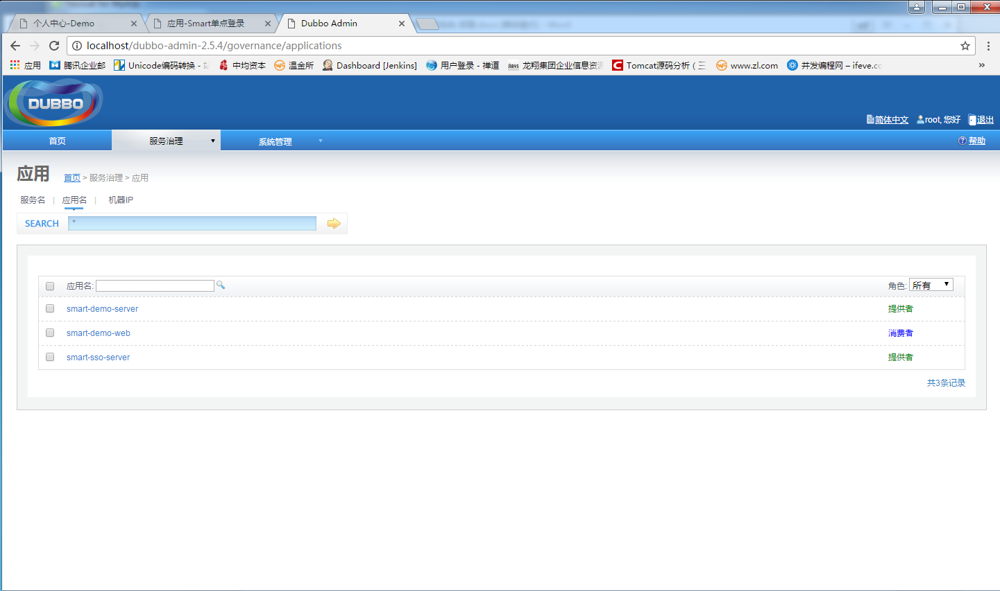 个人中心-Demo
应用-Smart单点登录
Dubbo Admin
localhost/dubbo-admin-2.5.4/governance/applications
应用
腾讯企业邮
Unicode编码转换 -
中均资本
温金所
Dashboard [Jenkins]
用户登录 - 禅道
龙翔集团企业信息资源
Tomcat源码分析（三
www.zl.com
并发编程网 – ifeve.co
»
DUBBO
简体中文 root, 您好 退出
首页 服务治理 系统管理 帮助
应用 首页 > 服务治理 > 应用
服务名 | 应用名 | 机器IP
SEARCH *
应用名: 角色: 所有
smart-demo-server 提供者
smart-demo-web 消费者
smart-sso-server 提供者
共3条记录